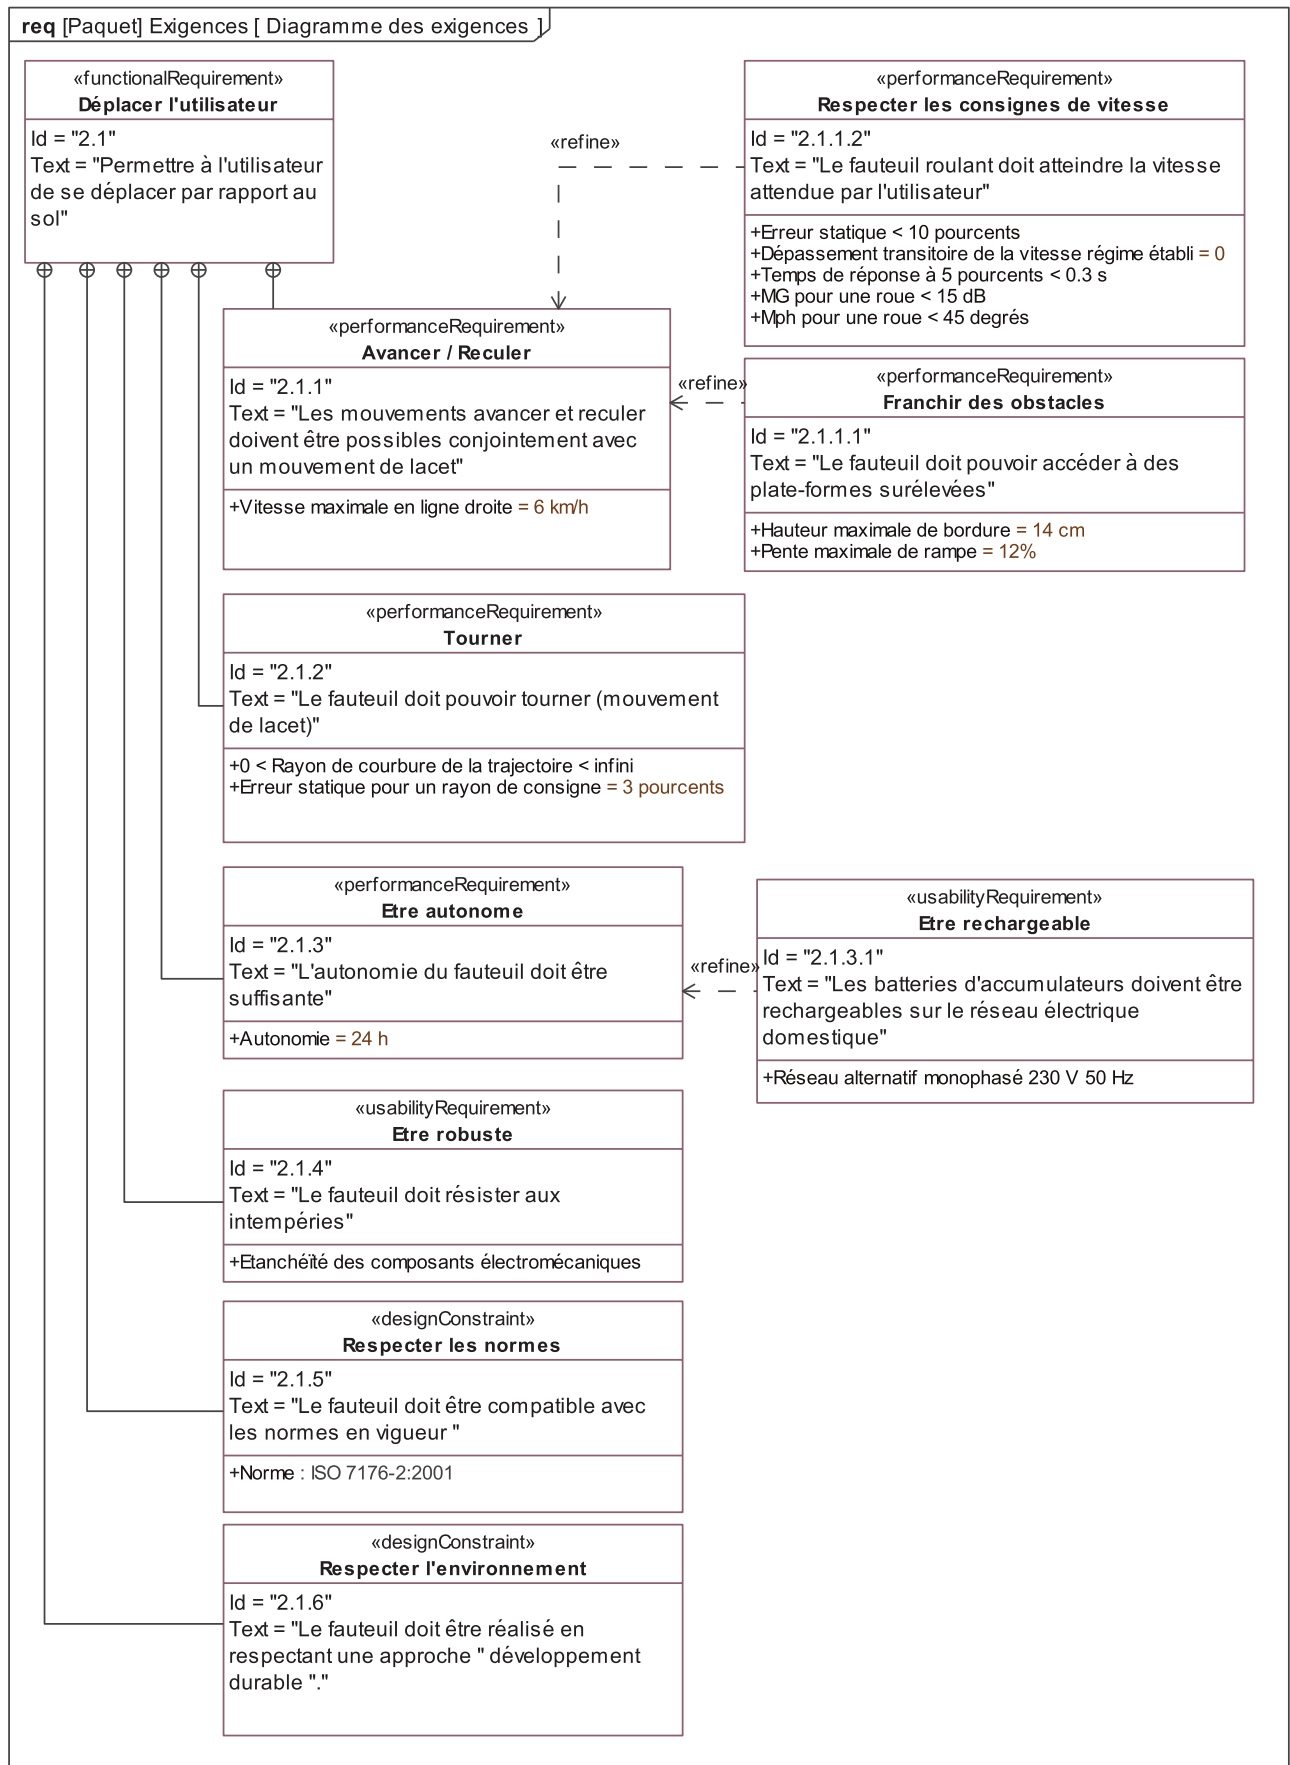 req [Paquet] Exigences [ Diagramme des exigences ]
«functionalRequirement»
Déplacer l'utilisateur
Id = "2.1"
Text = "Permettre à l'utilisateur
de se déplacer par rapport au
sol"
«refine»
«performanceRequirement»
Respecter les consignes de vitesse
Id = "2.1.1.2"
Text = "Le fauteuil roulant doit atteindre la vitesse
attendue par l'utilisateur"
+Erreur statique < 10 pourcents
+Dépassement transitoire de la vitesse régime établi = 0
+Temps de réponse à 5 pourcents < 0.3 s
+MG pour une roue < 15 dB
+Mph pour une roue < 45 degrés
«performanceRequirement»
Avancer / Reculer
Id = "2.1.1"
Text = "Les mouvements avancer et reculer
doivent être possibles conjointement avec
un mouvement de lacet"
+Vitesse maximale en ligne droite = 6 km/h
«refine»
«performanceRequirement»
Franchir des obstacles
Id = "2.1.1.1"
Text = "Le fauteuil doit pouvoir accéder à des
plate-formes surélevées"
+Hauteur maximale de bordure = 14 cm
+Pente maximale de rampe = 12%
«performanceRequirement»
Tourner
Id = "2.1.2"
Text = "Le fauteuil doit pouvoir tourner (mouvement
de lacet)"
+0 < Rayon de courbure de la trajectoire < infini
+Erreur statique pour un rayon de consigne = 3 pourcents
«performanceRequirement»
Etre autonome
Id = "2.1.3"
Text = "L'autonomie du fauteuil doit être
suffisante"
+Autonomie = 24 h
«refine»
«usabilityRequirement»
Etre rechargeable
Id = "2.1.3.1"
Text = "Les batteries d'accumulateurs doivent être
rechargeables sur le réseau électrique
domestique"
+Réseau alternatif monophasé 230 V 50 Hz
«usabilityRequirement»
Etre robuste
Id = "2.1.4"
Text = "Le fauteuil doit résister aux
intempéries"
+Etanchéïté des composants électromécaniques
«designConstraint»
Respecter les normes
Id = "2.1.5"
Text = "Le fauteuil doit être compatible avec
les normes en vigueur "
+Norme : ISO 7176-2:2001
«designConstraint»
Respecter l'environnement
Id = "2.1.6"
Text = "Le fauteuil doit être réalisé en
respectant une approche " développement
durable "."